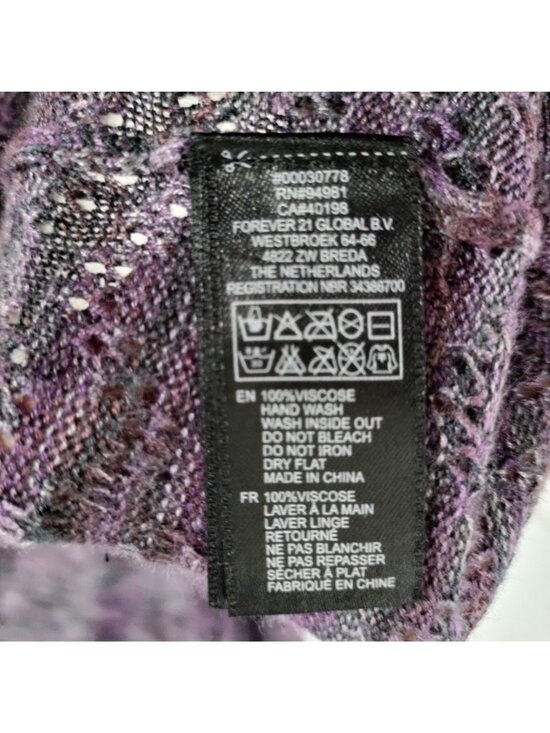 #00030778
RN#94981
CA#40198
FOREVER 21 GLOBAL B.V.
WESTBROEK 64-66
4822 ZW BREDA
THE NETHERLANDS
REGISTRATION NBR 34386700
EN 100%VISCOSE
HAND WASH
WASH INSIDE OUT
DO NOT BLEACH
DO NOT IRON
DRY FLAT
MADE IN CHINA
FR 100%VISCOSE
LAVER À LA MAIN
LAVER LINGE
RETOURNÉ
NE PAS BLANCHIR
NE PAS REPASSER
SÉCHER À PLAT
FABRIQUÉ EN CHINE